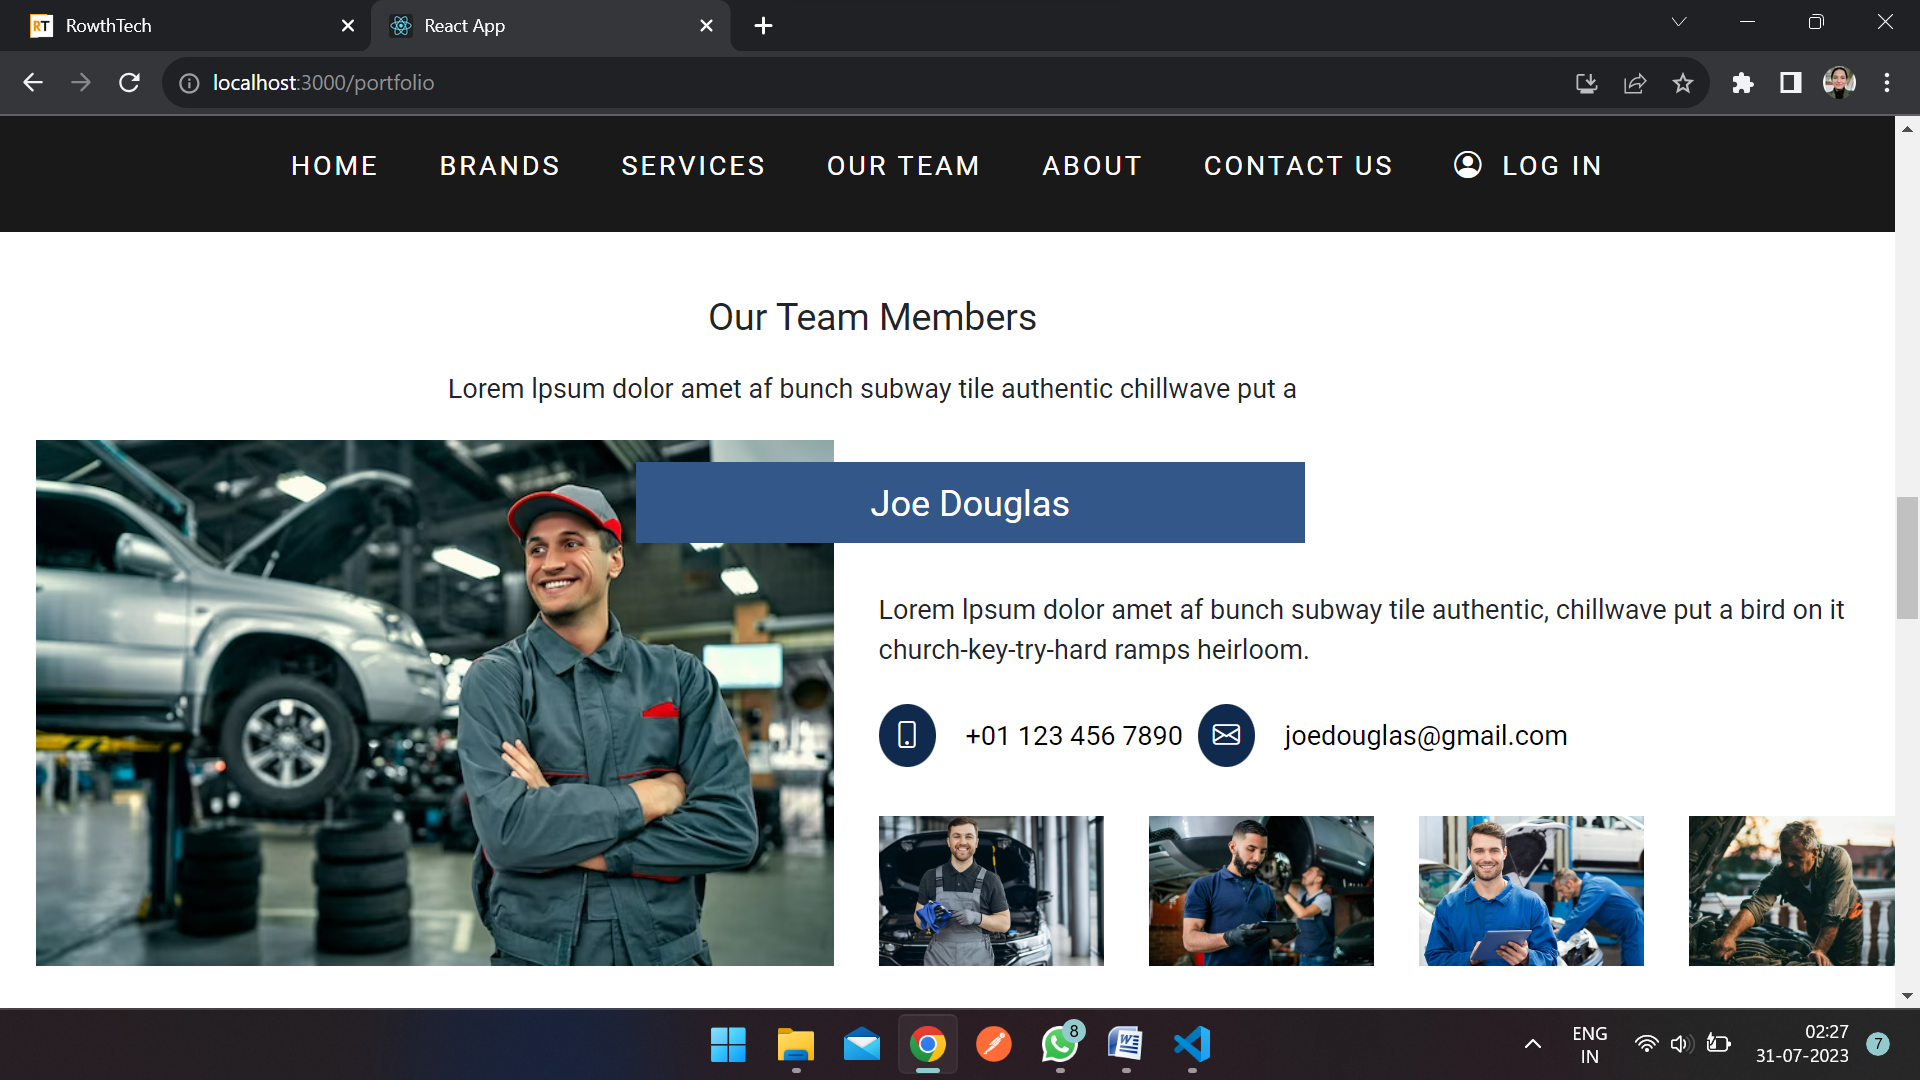 RT RowthTech
React App
localhost:3000/portfolio
HOME BRANDS SERVICES OUR TEAM ABOUT CONTACT US LOG IN
Our Team Members
Lorem lpsum dolor amet af bunch subway tile authentic chillwave put a
Joe Douglas
Lorem lpsum dolor amet af bunch subway tile authentic, chillwave put a bird on it
church-key-try-hard ramps heirloom.
+01 123 456 7890 joedouglas@gmail.com
8
W
ENG
IN
02:27
31-07-2023
7